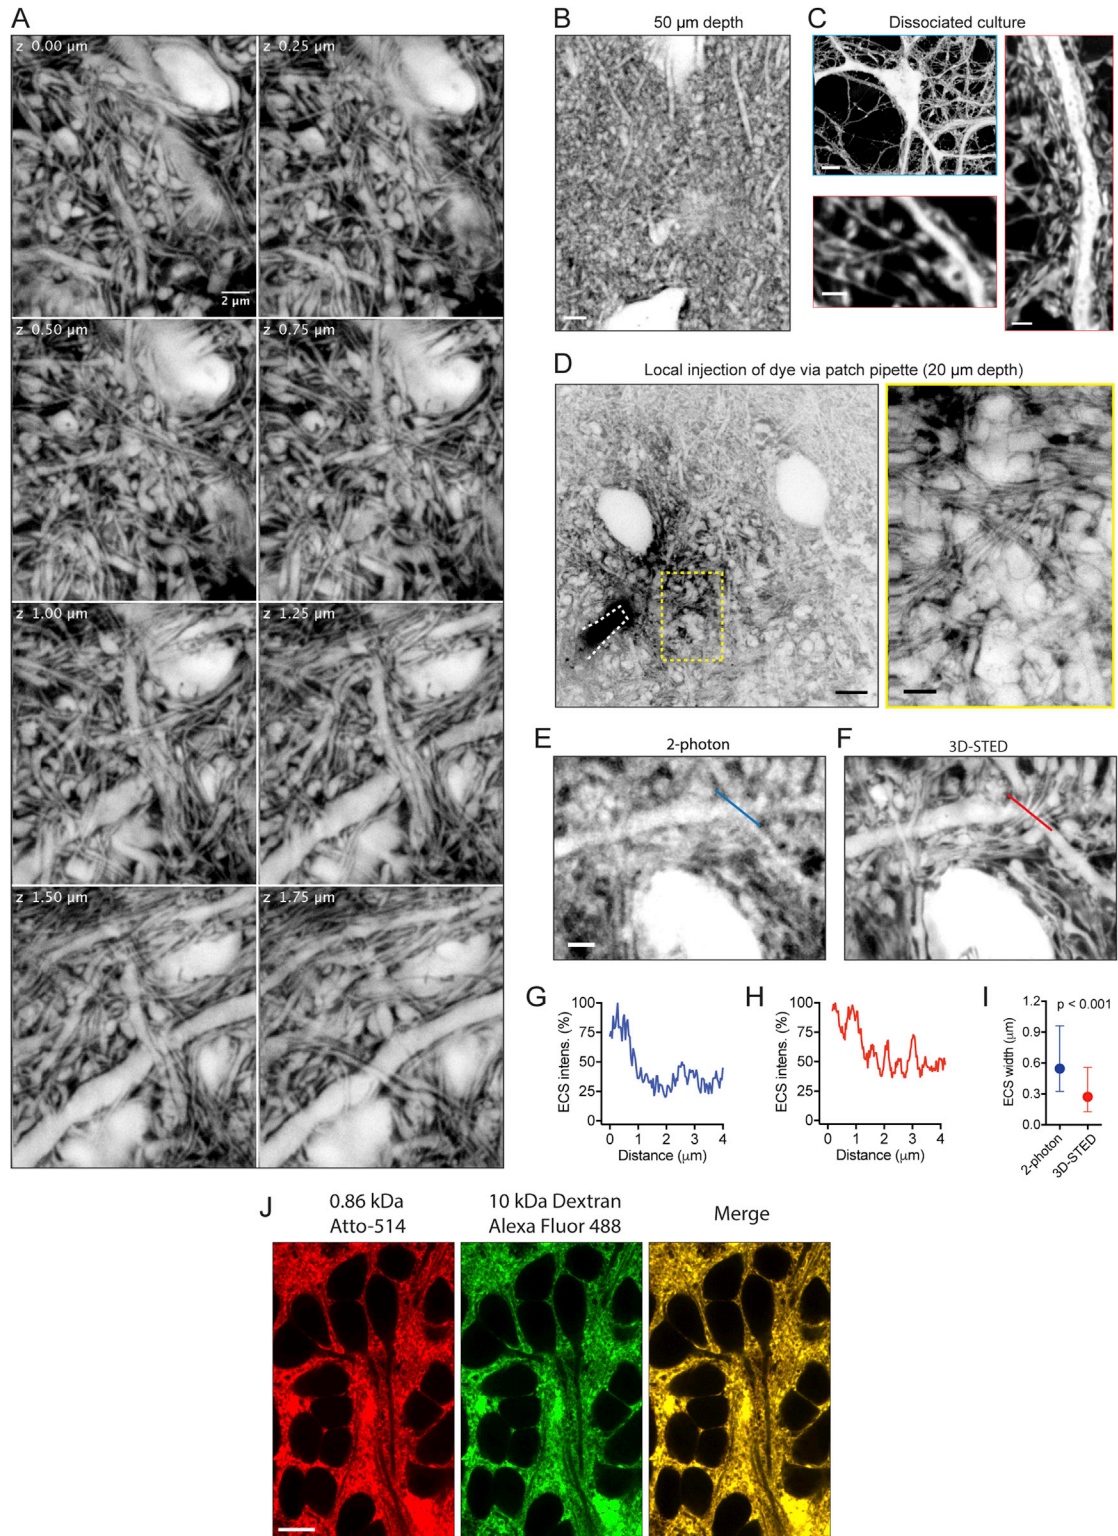 A
z 0.00 µm
z 0.25 µm
2 µm
z 0.50 µm
z 0.75 µm
z 1.00 µm
z 1.25 µm
z 1.50 µm
z 1.75 µm
B
50 µm depth
C
Dissociated culture
D
Local injection of dye via patch pipette (20 µm depth)
E
2-photon
F
3D-STED
G
ECS intens. (%)
100
75
50
25
0
0 1 2 3 4
Distance (µm)
H
ECS intens. (%)
100
75
50
25
0
0 1 2 3 4
Distance (µm)
I
p < 0.001
ECS width (µm)
1.2
0.9
0.6
0.3
0.0
2-photon
3D-STED
J
0.86 kDa
Atto-514
10 kDa Dextran
Alexa Fluor 488
Merge